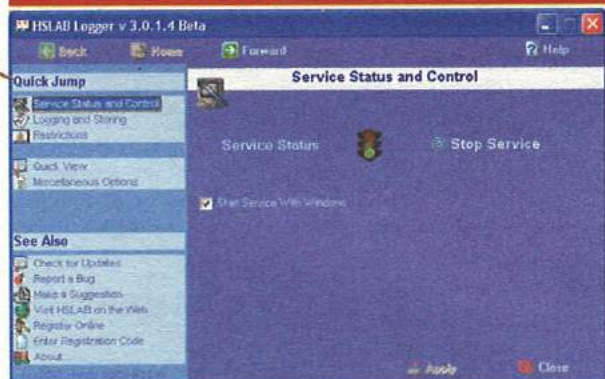 HSLAB Logger v 3.0.1.4 Beta
Back Home Forward Help
Quick Jump
Service Status and Control
Logging and Storing
Restrictions
Quick View
Miscellaneous Options
See Also
Check for Updates
Report a Bug
Make a Suggestion
Visit HSLAB on the Web
Register Online
Enter Registration Code
About...
Service Status and Control
Service Status
Stop Service
Start Service With Windows
Apply Close